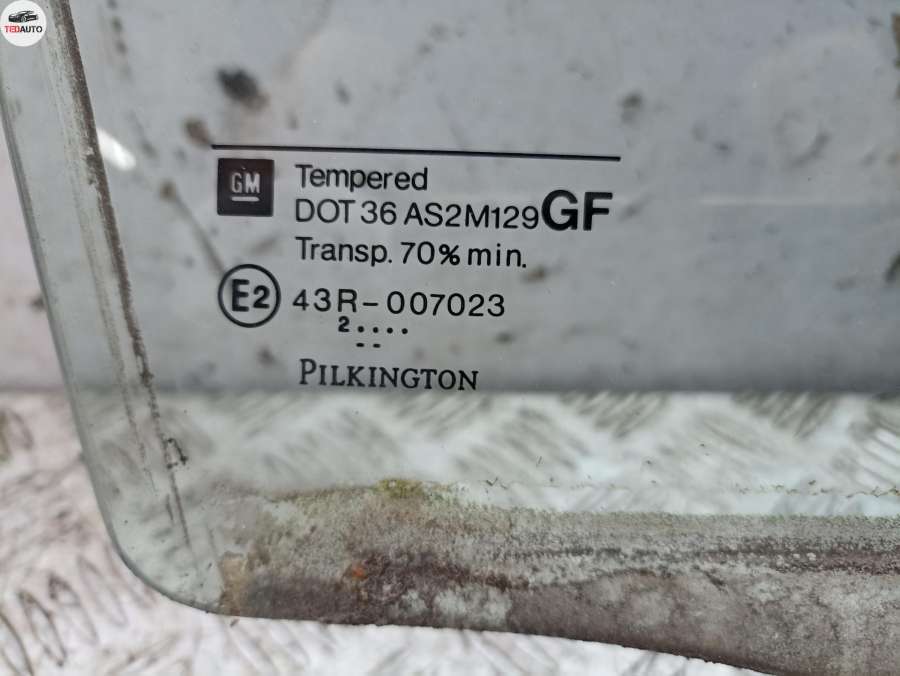 TEDAUTO
GM
Tempered
DOT 36 AS2M129 GF
Transp. 70% min.
E2 43R-007023
2....
--
PILKINGTON